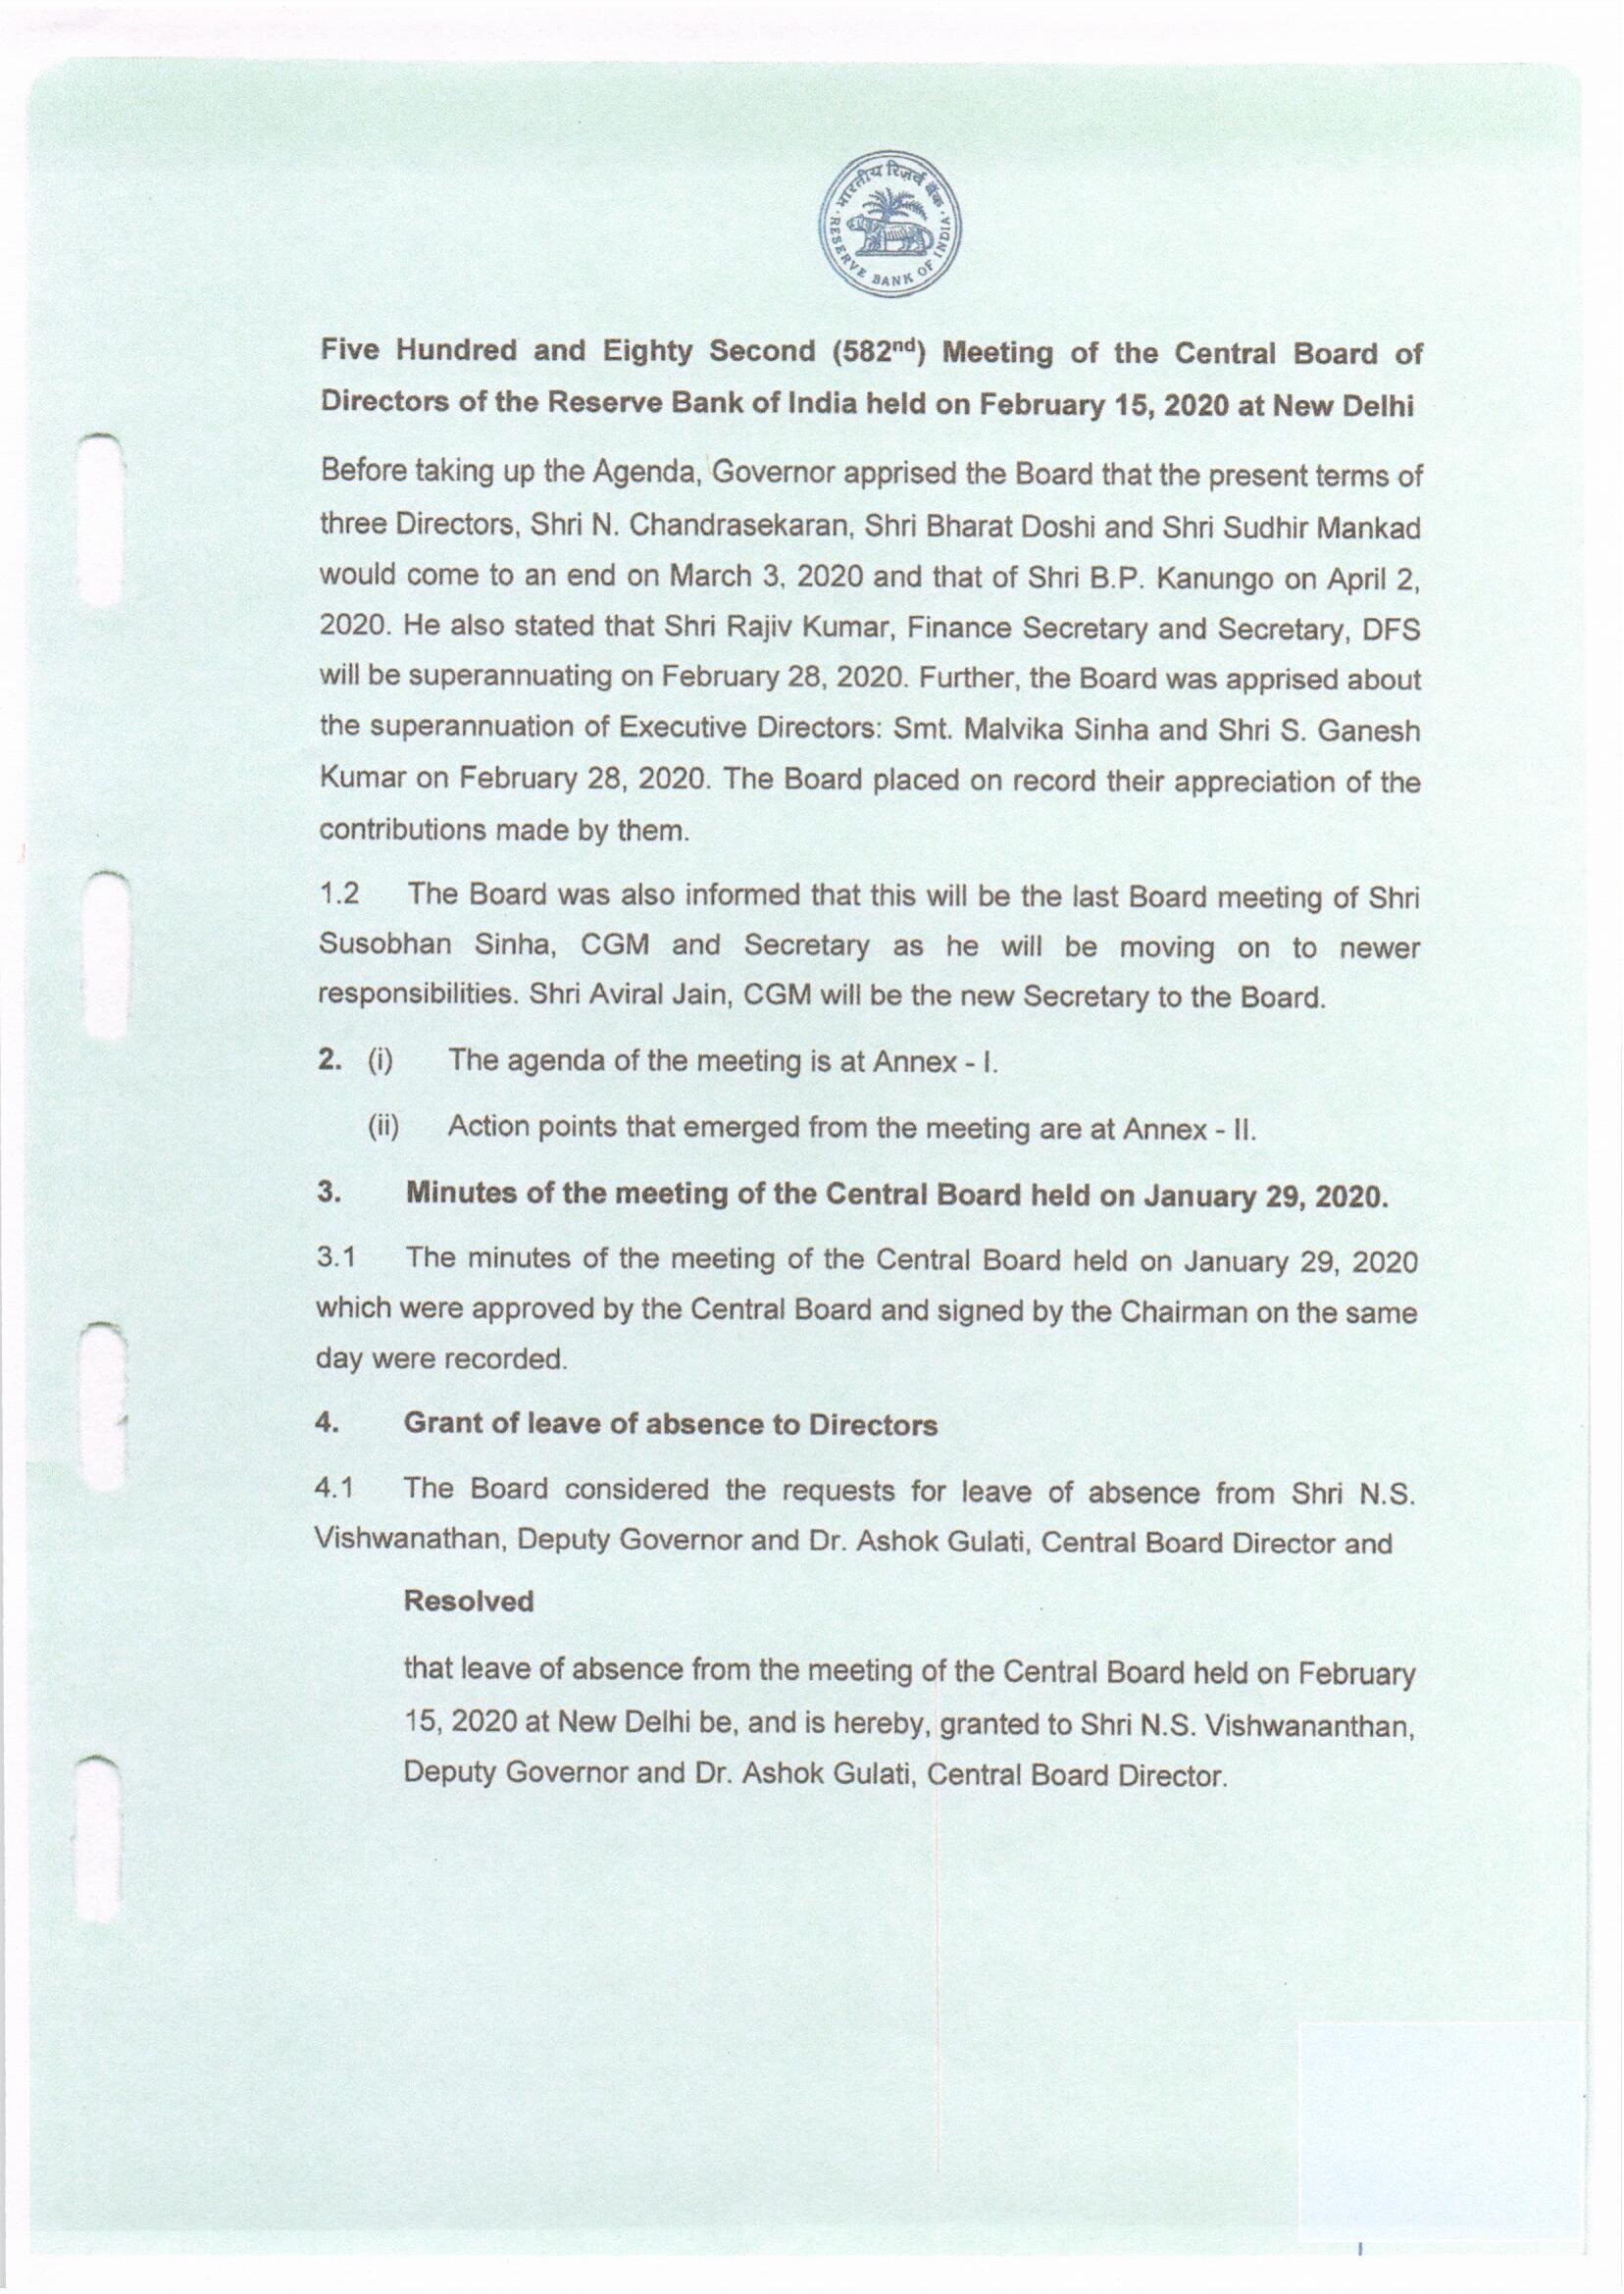 भारतीय रिज़र्व बैंक
RESERVE BANK OF INDIA
Five Hundred and Eighty Second (582nd) Meeting of the Central Board of
Directors of the Reserve Bank of India held on February 15, 2020 at New Delhi
Before taking up the Agenda, Governor apprised the Board that the present terms of
three Directors, Shri N. Chandrasekaran, Shri Bharat Doshi and Shri Sudhir Mankad
would come to an end on March 3, 2020 and that of Shri B.P. Kanungo on April 2,
2020. He also stated that Shri Rajiv Kumar, Finance Secretary and Secretary, DFS
will be superannuating on February 28, 2020. Further, the Board was apprised about
the superannuation of Executive Directors: Smt. Malvika Sinha and Shri S. Ganesh
Kumar on February 28, 2020. The Board placed on record their appreciation of the
contributions made by them.
1.2 The Board was also informed that this will be the last Board meeting of Shri
Susobhan Sinha, CGM and Secretary as he will be moving on to newer
responsibilities. Shri Aviral Jain, CGM will be the new Secretary to the Board.
2. (i) The agenda of the meeting is at Annex - I.
(ii) Action points that emerged from the meeting are at Annex - II.
3. Minutes of the meeting of the Central Board held on January 29, 2020.
3.1 The minutes of the meeting of the Central Board held on January 29, 2020
which were approved by the Central Board and signed by the Chairman on the same
day were recorded.
4. Grant of leave of absence to Directors
4.1 The Board considered the requests for leave of absence from Shri N.S.
Vishwanathan, Deputy Governor and Dr. Ashok Gulati, Central Board Director and
Resolved
that leave of absence from the meeting of the Central Board held on February
15, 2020 at New Delhi be, and is hereby, granted to Shri N.S. Vishwananthan,
Deputy Governor and Dr. Ashok Gulati, Central Board Director.